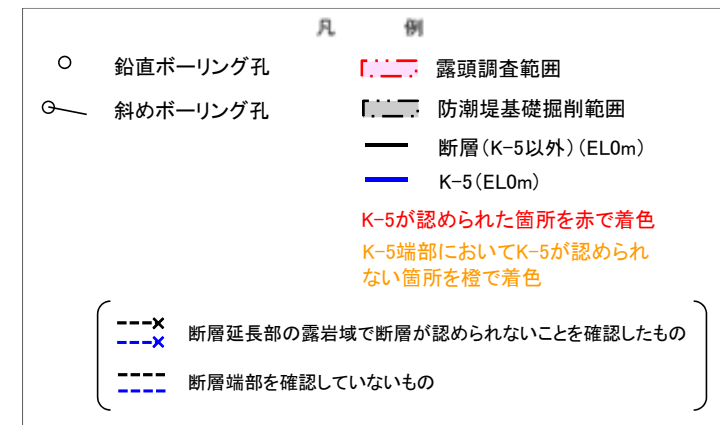 凡 例
鉛直ボーリング孔
斜めボーリング孔
露頭調査範囲
防潮堤基礎掘削範囲
断層(K-5以外)(EL0m)
K-5(EL0m)
K-5が認められた箇所を赤で着色
K-5端部においてK-5が認められ
ない箇所を橙で着色
断層延長部の露岩域で断層が認められないことを確認したもの
断層端部を確認していないもの